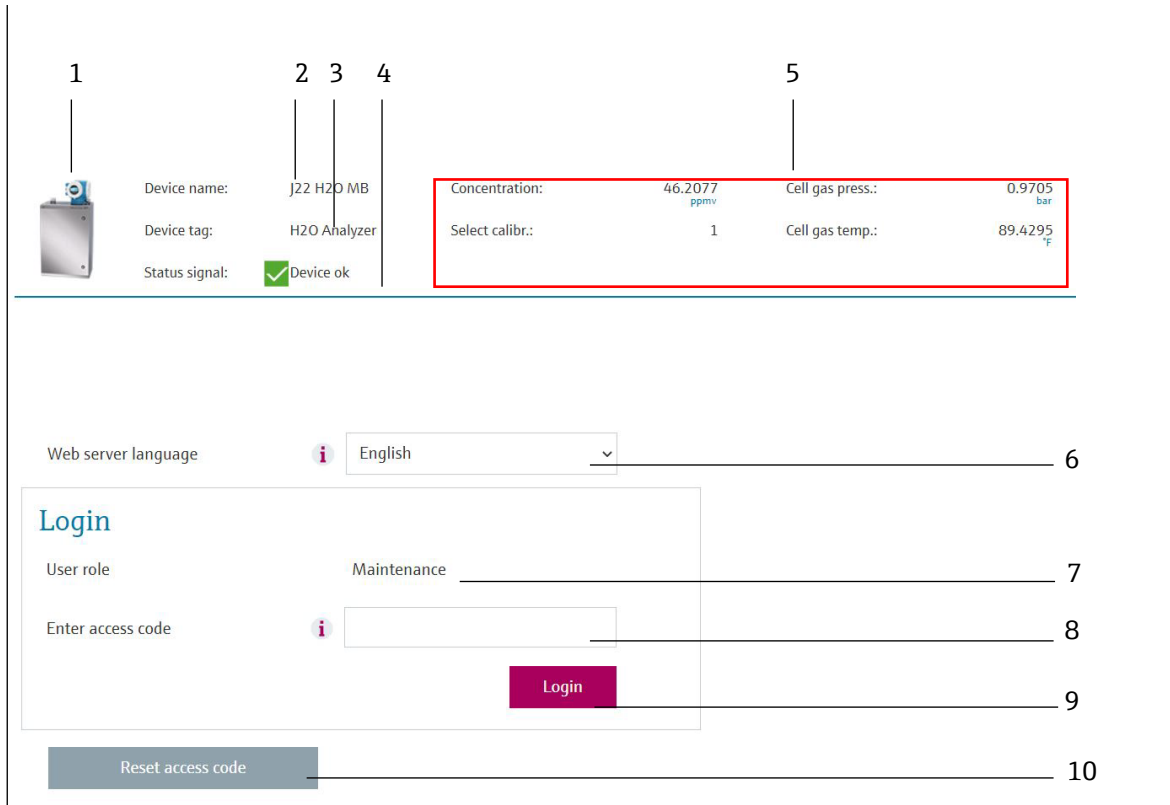 1 2 3 4 5
Device name: J22 H2O MB Concentration: 46.2077 ppmv Cell gas press.: 0.9705 bar
Device tag: H2O Analyzer Select calibr.: 1 Cell gas temp.: 89.4295 °F
Status signal: Device ok
Web server language i English 6
Login
User role Maintenance 7
Enter access code i 8
Login 9
Reset access code 10